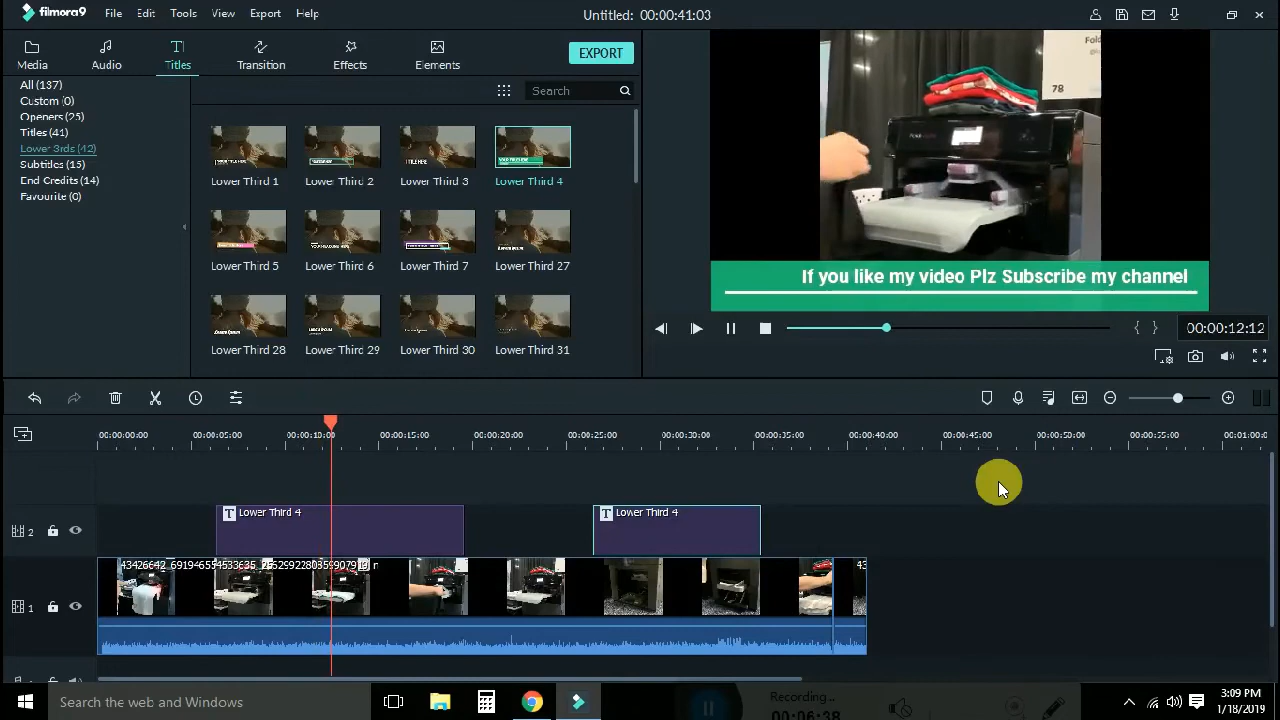 filmora9 File Edit Tools View Export Help Untitled: 00:00:41:03
Media Audio Titles Transition Effects Elements EXPORT
All (137)
Custom (0)
Openers (25)
Titles (41)
Lower 3rds (42)
Subtitles (15)
End Credits (14)
Favourite (0)
Search
Lower Third 1 Lower Third 2 Lower Third 3 Lower Third 4
Lower Third 5 Lower Third 6 Lower Third 7 Lower Third 27
Lower Third 28 Lower Third 29 Lower Third 30 Lower Third 31
78
If you like my video Plz Subscribe my channel
00:00:12:12
00:00:00:00 00:00:05:00 00:00:10:00 00:00:15:00 00:00:20:00 00:00:25:00 00:00:30:00 00:00:35:00 00:00:40:00 00:00:45:00 00:00:50:00 00:00:55:00 00:01:00:0
2 T Lower Third 4 T Lower Third 4
1
Search the web and Windows
Recording...
00:06:38
3:09 PM
1/18/2019